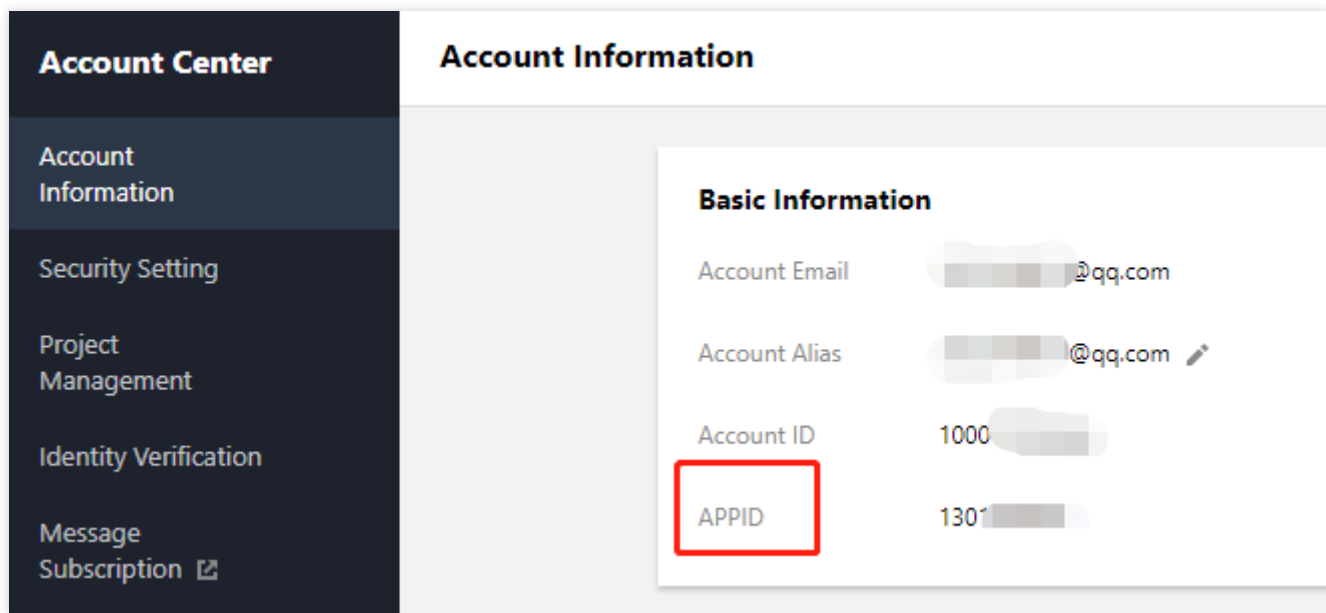 Account Center
Account Information
Account
Information
Security Setting
Project
Management
Identity Verification
Message
Subscription
Basic Information
Account Email @qq.com
Account Alias @qq.com
Account ID 1000
APPID 1301